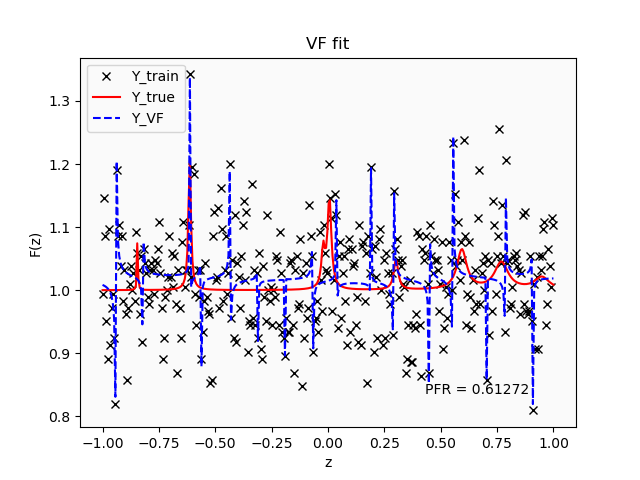 VF fit
Y_train
Y_true
Y_VF
F(z)
1.3
1.2
1.1
1.0
0.9
0.8
PFR = 0.61272
−1.00 −0.75 −0.50 −0.25 0.00 0.25 0.50 0.75 1.00
z